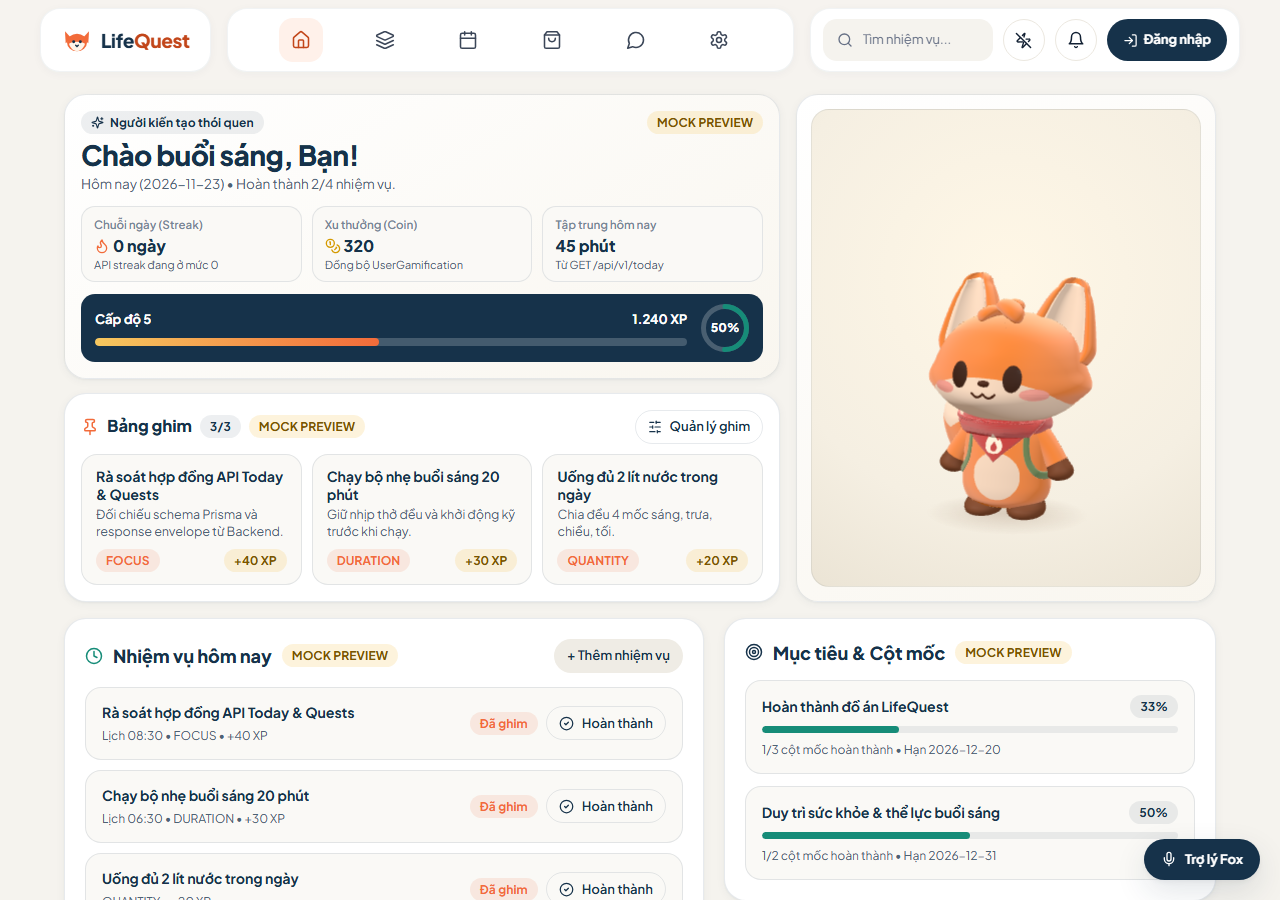 LifeQuest
Tìm nhiệm vụ...
Đăng nhập
Người kiến tạo thói quen
MOCK PREVIEW
Chào buổi sáng, Bạn!
Hôm nay (2026-11-23) • Hoàn thành 2/4 nhiệm vụ.
Chuỗi ngày (Streak)
0 ngày
API streak đang ở mức 0
Xu thưởng (Coin)
320
Đồng bộ UserGamification
Tập trung hôm nay
45 phút
Từ GET /api/v1/today
Cấp độ 5
1.240 XP
50%
Bảng ghim
3/3
MOCK PREVIEW
Quản lý ghim
Rà soát hợp đồng API Today
& Quests
Đối chiếu schema Prisma và
response envelope từ Backend.
FOCUS
+40 XP
Chạy bộ nhẹ buổi sáng 20
phút
Giữ nhịp thở đều và khởi động kỹ
trước khi chạy.
DURATION
+30 XP
Uống đủ 2 lít nước trong
ngày
Chia đều 4 mốc sáng, trưa,
chiều, tối.
QUANTITY
+20 XP
Nhiệm vụ hôm nay
MOCK PREVIEW
+ Thêm nhiệm vụ
Rà soát hợp đồng API Today & Quests
Lịch 08:30 • FOCUS • +40 XP
Đã ghim
Hoàn thành
Chạy bộ nhẹ buổi sáng 20 phút
Lịch 06:30 • DURATION • +30 XP
Đã ghim
Hoàn thành
Uống đủ 2 lít nước trong ngày
Đã ghim
Hoàn thành
Mục tiêu & Cột mốc
MOCK PREVIEW
Hoàn thành đồ án LifeQuest
33%
1/3 cột mốc hoàn thành • Hạn 2026-12-20
Duy trì sức khỏe & thể lực buổi sáng
50%
1/2 cột mốc hoàn thành • Hạn 2026-12-31
Trợ lý Fox